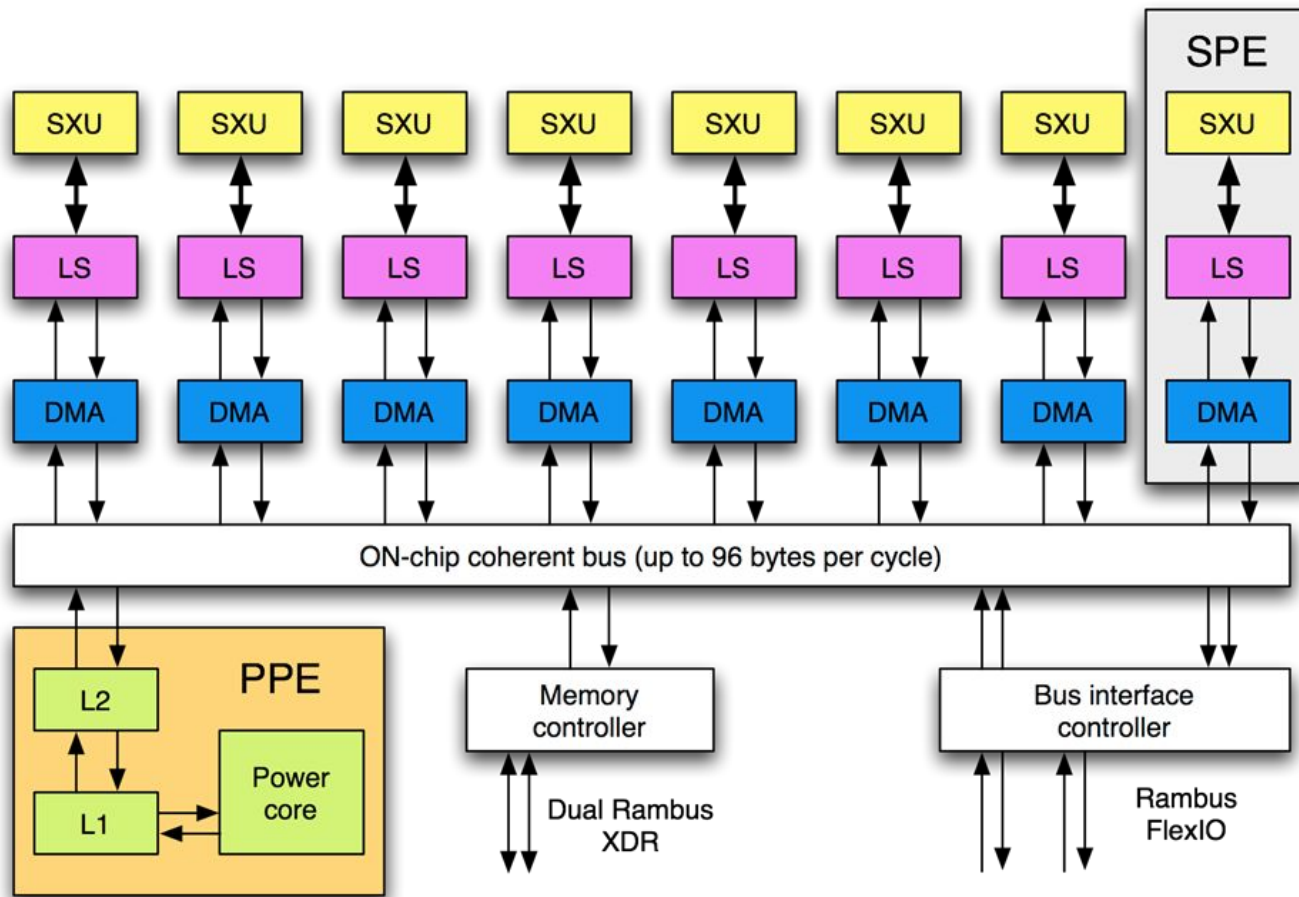 SPE
SXU SXU SXU SXU SXU SXU SXU SXU
LS LS LS LS LS LS LS LS
DMA DMA DMA DMA DMA DMA DMA DMA
ON-chip coherent bus (up to 96 bytes per cycle)
PPE
L2
L1
Power
core
Memory
controller
Dual Rambus
XDR
Bus interface
controller
Rambus
FlexIO